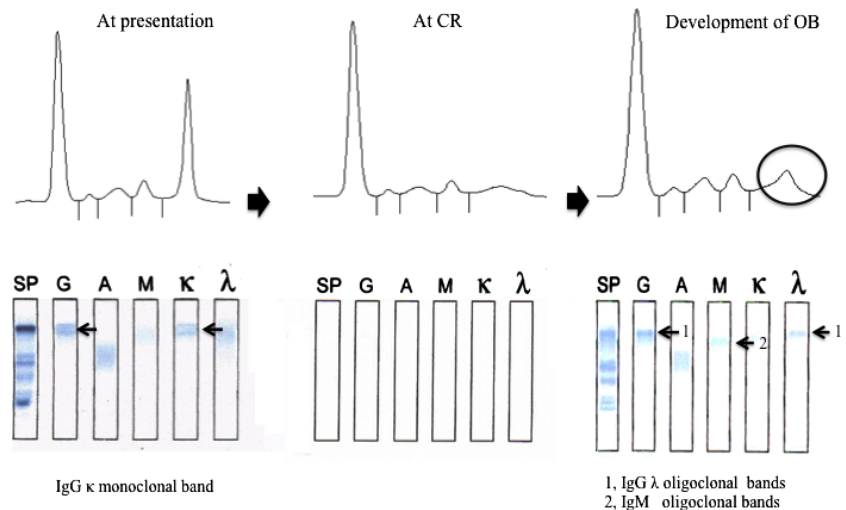 At presentation
At CR
Development of OB
SP G A M κ λ
SP G A M κ λ
SP G A M κ λ
1
2
1
IgG κ monoclonal band
1, IgG λ oligoclonal bands
2, IgM oligoclonal bands